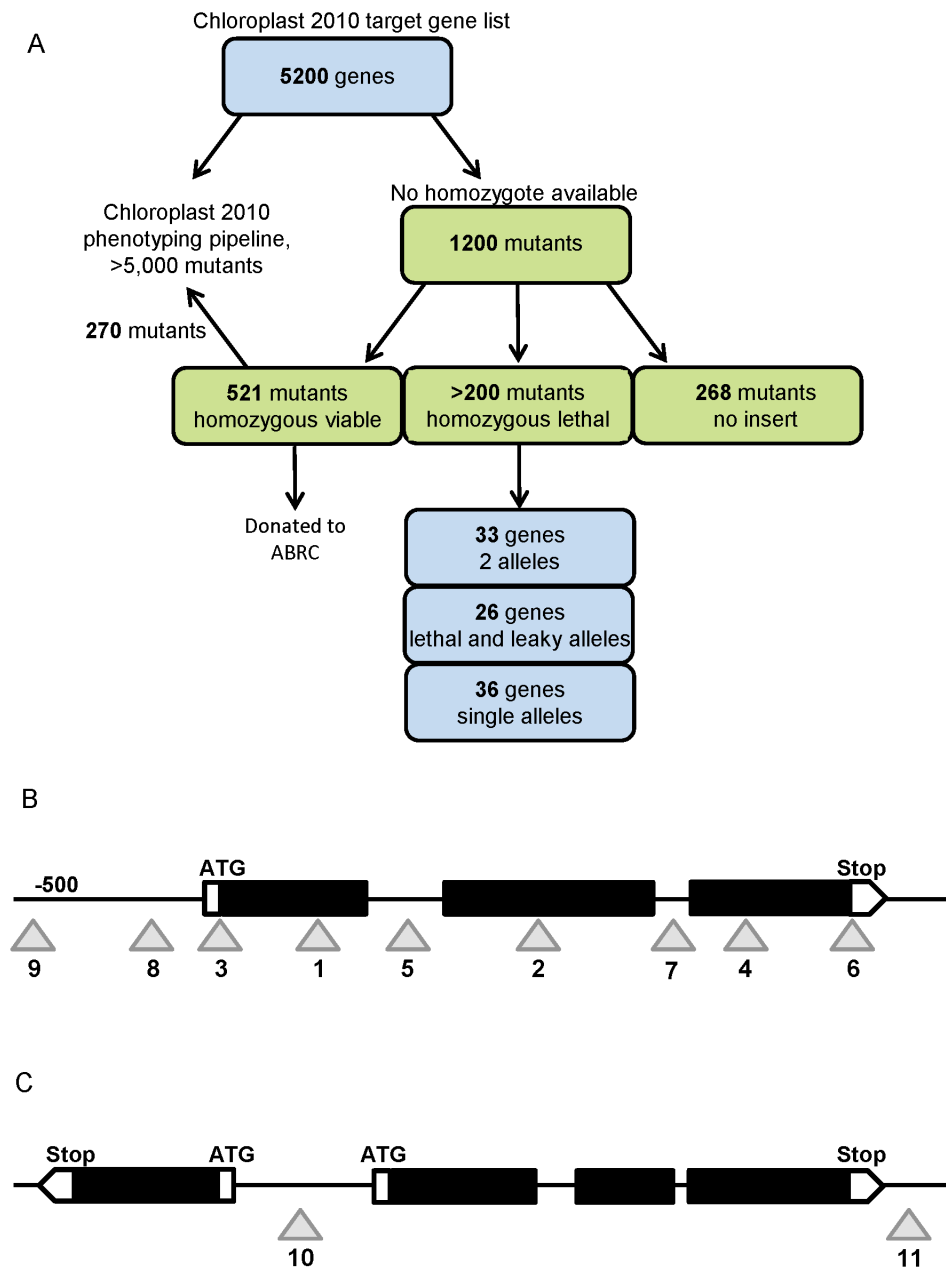 A
Chloroplast 2010 target gene list
5200 genes
No homozygote available
Chloroplast 2010
phenotyping pipeline,
>5,000 mutants
1200 mutants
270 mutants
521 mutants
homozygous viable
>200 mutants
homozygous lethal
268 mutants
no insert
Donated to
ABRC
33 genes
2 alleles
26 genes
lethal and leaky alleles
36 genes
single alleles
B
-500
ATG
Stop
9 8 3 1 5 2 7 4 6
C
Stop ATG ATG Stop
10 11